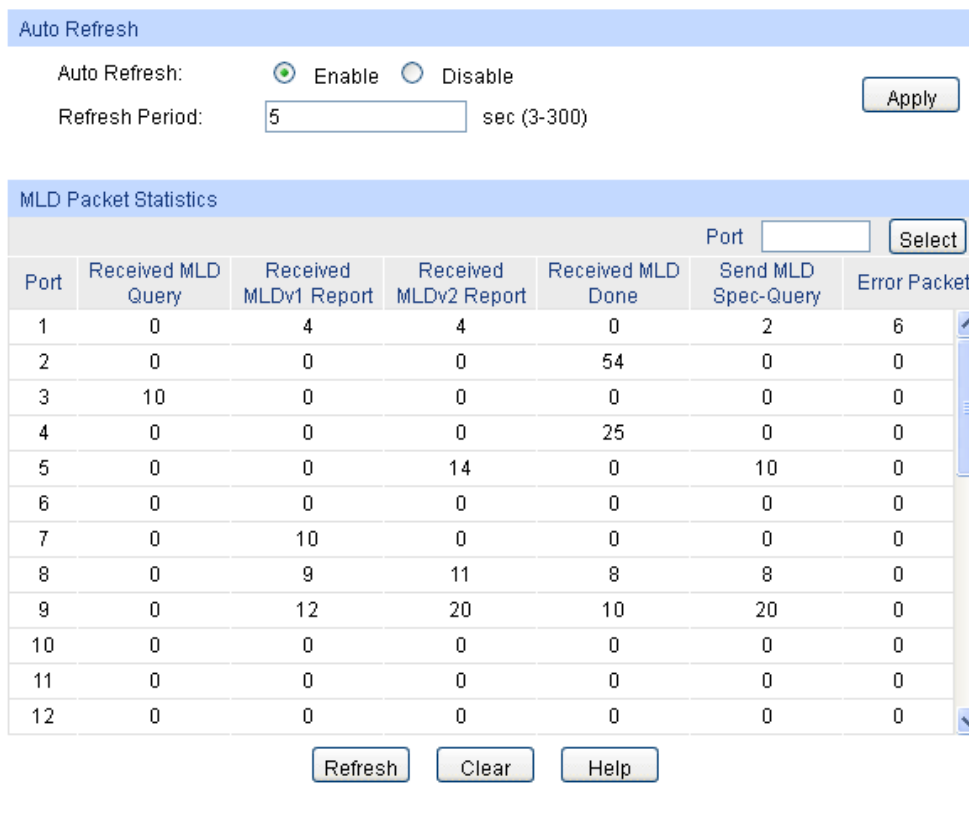 Auto Refresh
Auto Refresh: Enable Disable
Refresh Period: 5 sec (3-300)
Apply
MLD Packet Statistics
Port Select
Port Received MLD Query Received MLDv1 Report Received MLDv2 Report Received MLD Done Send MLD Spec-Query Error Packet
1 0 4 4 0 2 6
2 0 0 0 54 0 0
3 10 0 0 0 0 0
4 0 0 0 25 0 0
5 0 0 14 0 10 0
6 0 0 0 0 0 0
7 0 10 0 0 0 0
8 0 9 11 8 8 0
9 0 12 20 10 20 0
10 0 0 0 0 0 0
11 0 0 0 0 0 0
12 0 0 0 0 0 0
Refresh Clear Help